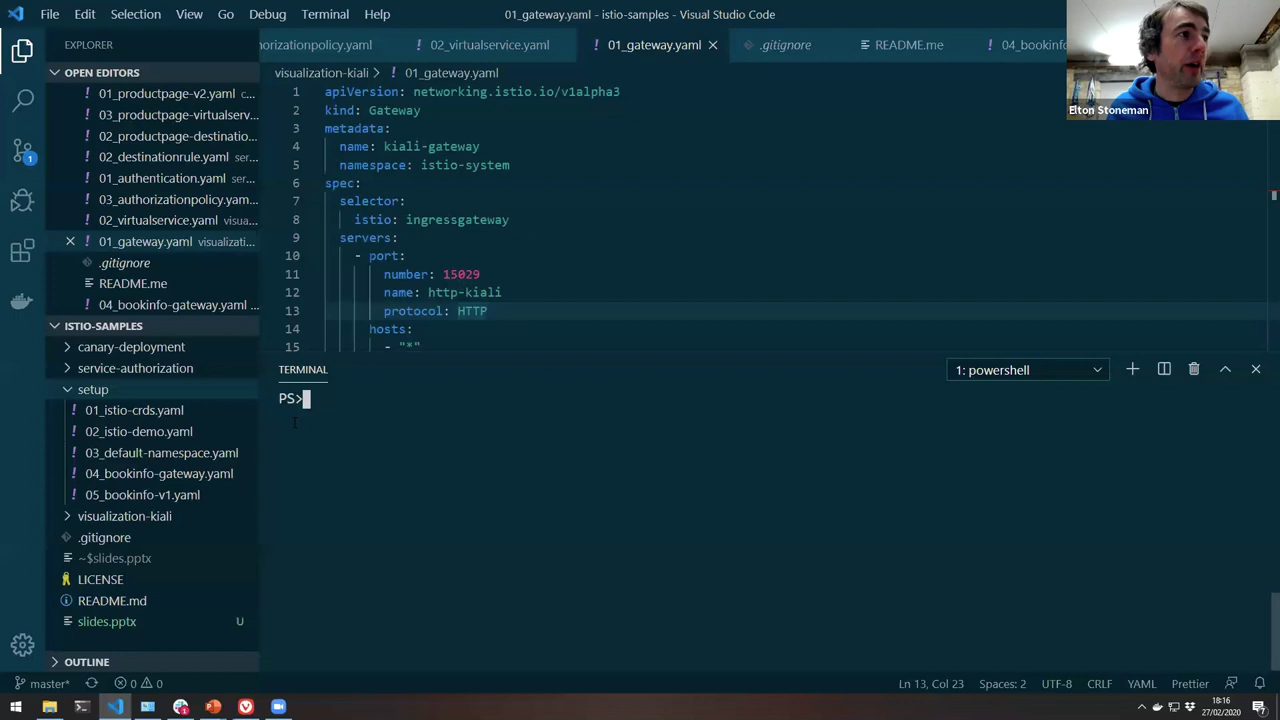 File Edit Selection View Go Debug Terminal Help
01_gateway.yaml - istio-samples - Visual Studio Code
EXPLORER
OPEN EDITORS
01_productpage-v2.yaml c...
03_productpage-virtualserv...
02_productpage-destinatio...
02_destinationrule.yaml ser...
01_authentication.yaml ser...
03_authorizationpolicy.yam...
02_virtualservice.yaml visua...
01_gateway.yaml visualizati...
.gitignore
README.me
04_bookinfo-gateway.yaml ...
ISTIO-SAMPLES
canary-deployment
service-authorization
setup
01_istio-crds.yaml
02_istio-demo.yaml
03_default-namespace.yaml
04_bookinfo-gateway.yaml
05_bookinfo-v1.yaml
visualization-kiali
.gitignore
~$slides.pptx
LICENSE
README.md
slides.pptx U
OUTLINE
horizationpolicy.yaml 02_virtualservice.yaml 01_gateway.yaml .gitignore README.me 04_bookinfo
visualization-kiali > 01_gateway.yaml
1 apiVersion: networking.istio.io/v1alpha3
2 kind: Gateway
3 metadata:
4 name: kiali-gateway
5 namespace: istio-system
6 spec:
7 selector:
8 istio: ingressgateway
9 servers:
10 - port:
11 number: 15029
12 name: http-kiali
13 protocol: HTTP
14 hosts:
15 - "*"
TERMINAL
1: powershell
PS>
Elton Stoneman
1
master* 0 0
Ln 13, Col 23 Spaces: 2 UTF-8 CRLF YAML Prettier
18:16
27/02/2020